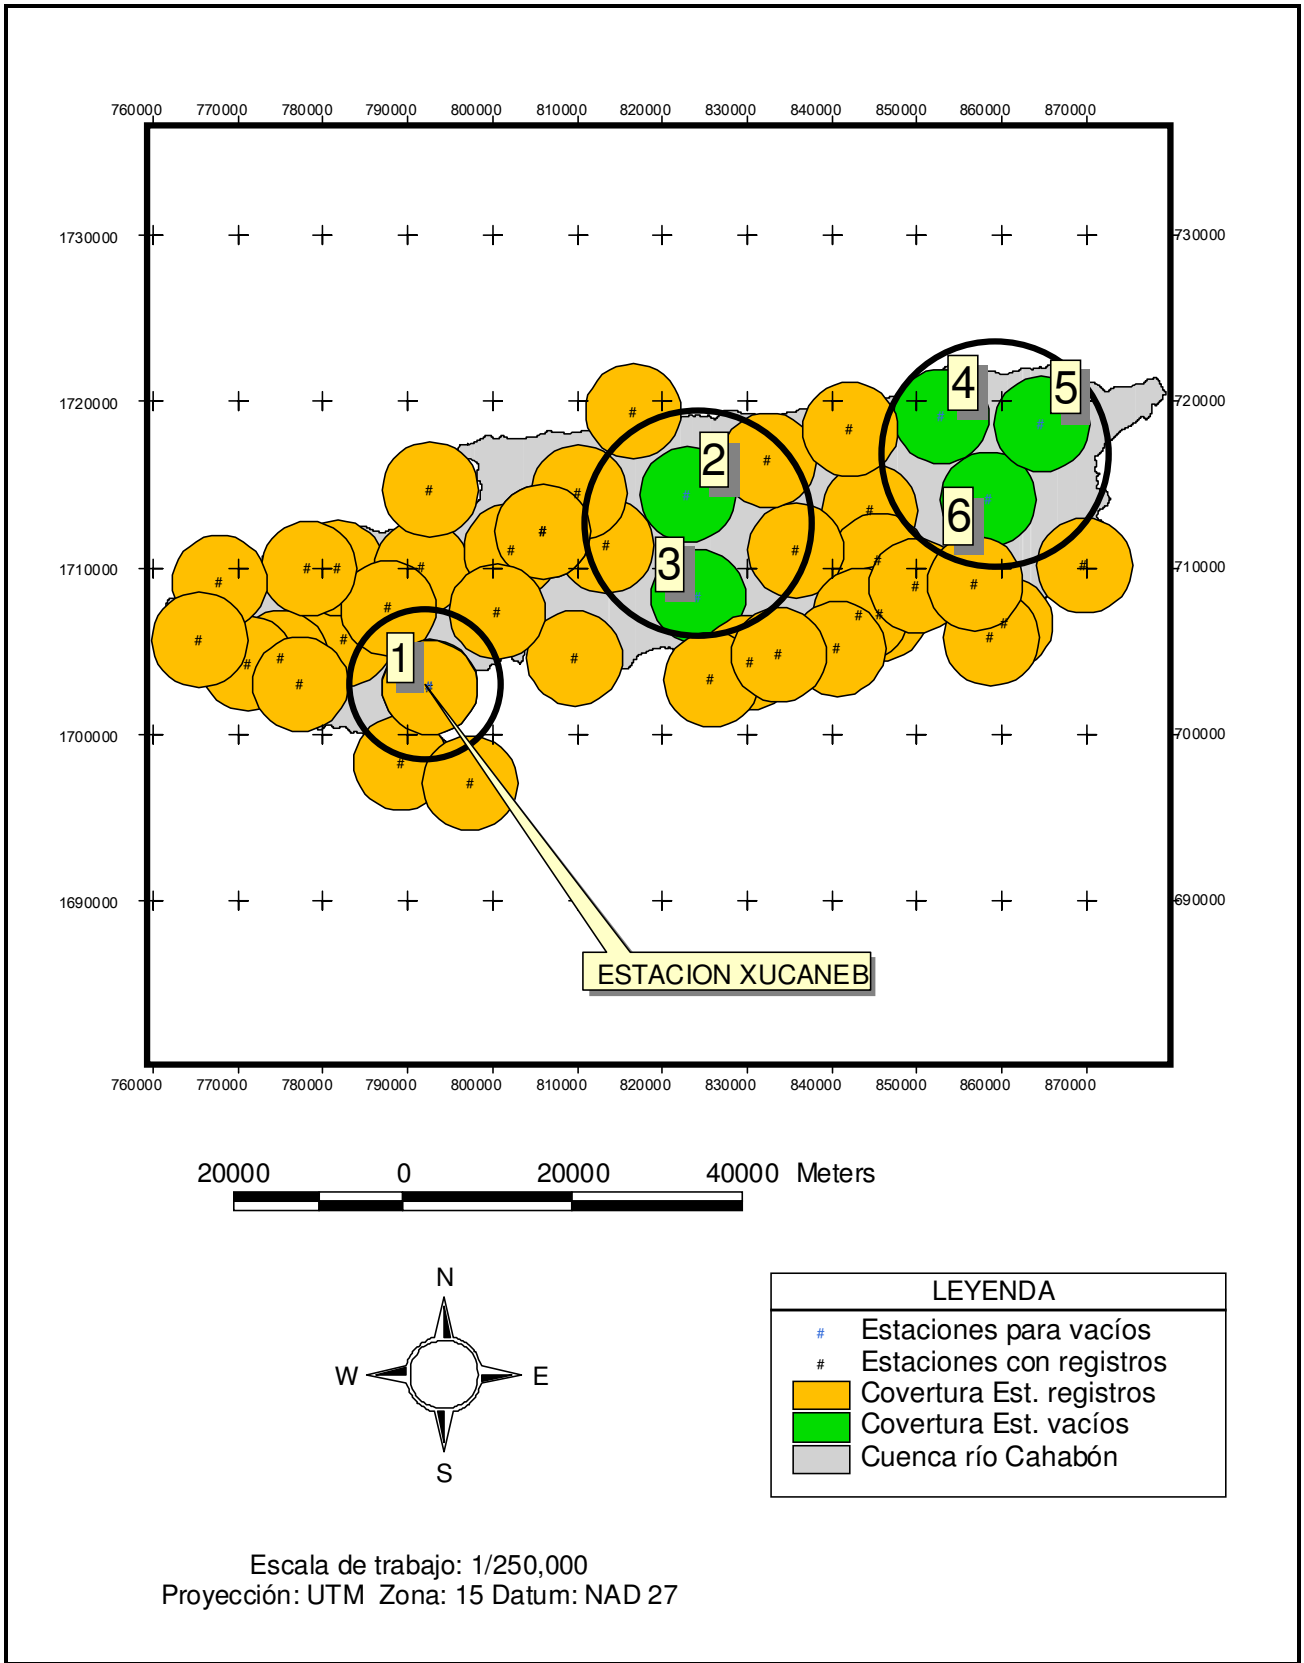 760000 770000 780000 790000 800000 810000 820000 830000 840000 850000 860000 870000
1730000 730000
1720000 720000
4 5
2
6
1710000 710000
3
1
1700000 700000
1690000 690000
ESTACION XUCANEB
760000 770000 780000 790000 800000 810000 820000 830000 840000 850000 860000 870000
20000 0 20000 40000 Meters
N
W E
S
LEYENDA
# Estaciones para vacíos
# Estaciones con registros
Covertura Est. registros
Covertura Est. vacíos
Cuenca río Cahabón
Escala de trabajo: 1/250,000
Proyección: UTM Zona: 15 Datum: NAD 27